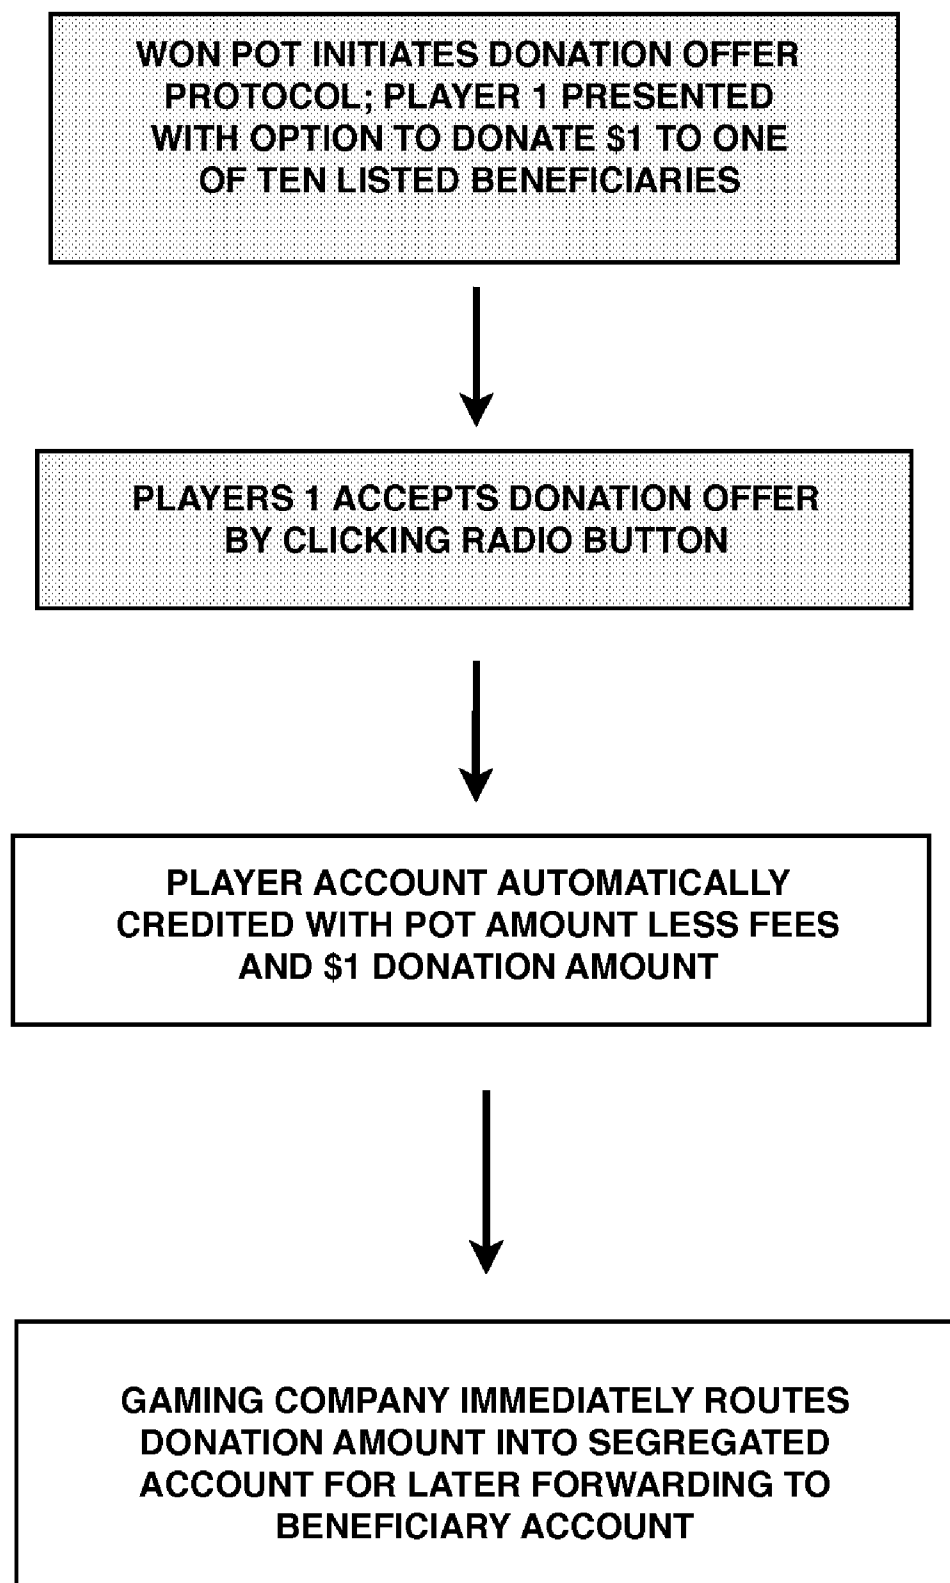 WON POT INITIATES DONATION OFFER
PROTOCOL; PLAYER 1 PRESENTED
WITH OPTION TO DONATE $1 TO ONE
OF TEN LISTED BENEFICIARIES
PLAYERS 1 ACCEPTS DONATION OFFER
BY CLICKING RADIO BUTTON
PLAYER ACCOUNT AUTOMATICALLY
CREDITED WITH POT AMOUNT LESS FEES
AND $1 DONATION AMOUNT
GAMING COMPANY IMMEDIATELY ROUTES
DONATION AMOUNT INTO SEGREGATED
ACCOUNT FOR LATER FORWARDING TO
BENEFICIARY ACCOUNT